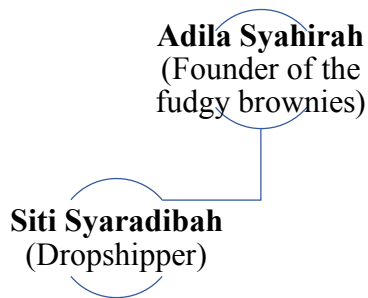 Adila Syahirah
(Founder of the
fudgy brownies)
Siti Syaradibah
(Dropshipper)